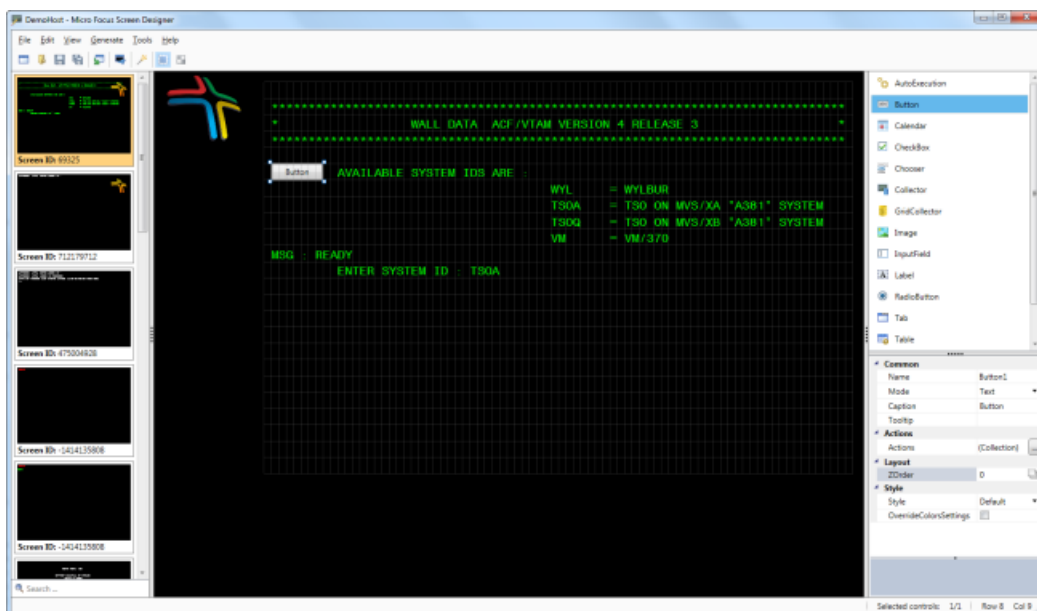 DemoHost - Micro Focus Screen Designer
File Edit View Generate Tools Help
Screen ID: 69325
Screen ID: 712179712
Screen ID: 475004928
Screen ID: -1414135808
Screen ID: -1414135808
Search ...
****************************************************************************
* WALL DATA ACF/VTAM VERSION 4 RELEASE 3 *
****************************************************************************
Button AVAILABLE SYSTEM IDS ARE :
WYL = WYLBUR
TSOA = TSO ON MVS/XA "A3B1" SYSTEM
TSOQ = TSO ON MVS/XB "A3B1" SYSTEM
VM = VM/370
MSG : READY
ENTER SYSTEM ID : TSOA
AutoExecution
Button
Calendar
CheckBox
Chooser
Collector
GridCollector
Image
InputField
Label
RadioButton
Tab
Table
Common
Name Button1
Mode Text
Caption Button
Tooltip
Actions
Actions (Collection) ...
Layout
ZOrder 0
Style
Style Default
OverrideColorsSettings
Selected controls: 1/1 Row 8 Col 9